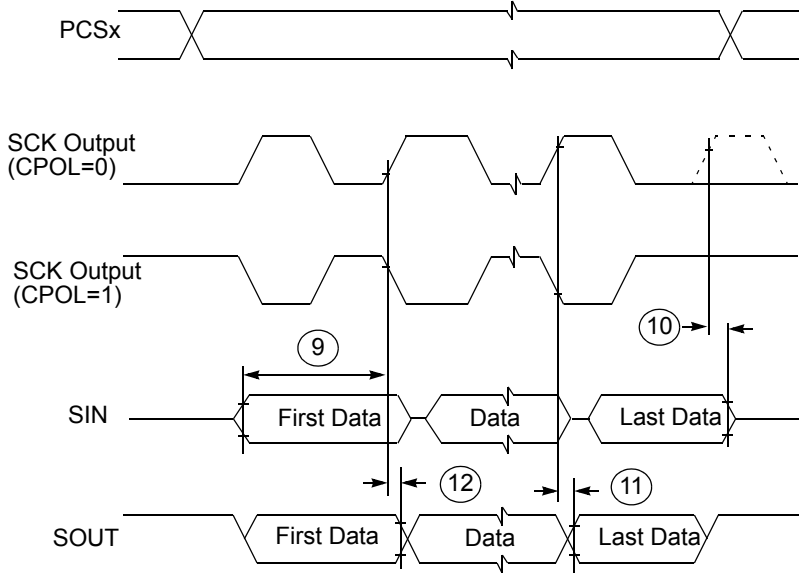 PCSx
SCK Output
(CPOL=0)
SCK Output
(CPOL=1)
10
9
SIN
First Data
Data
Last Data
12
11
SOUT
First Data
Data
Last Data